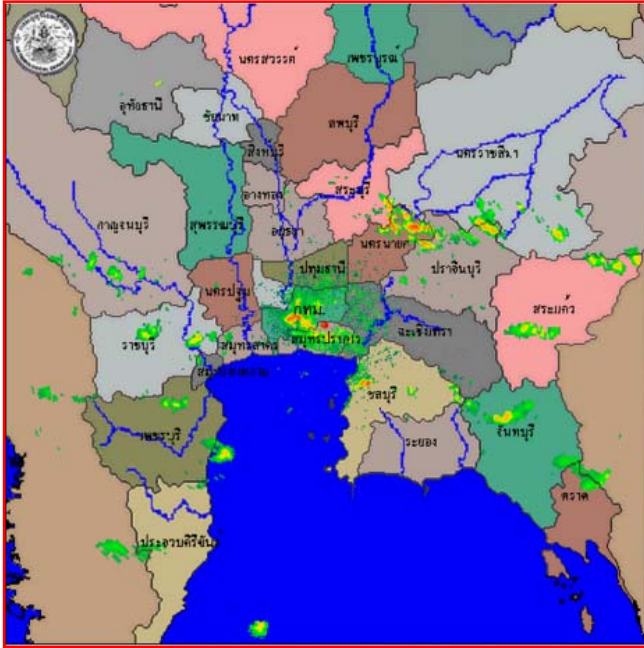 นครสวรรค์
เพชรบูรณ์
อุทัยธานี
ชัยนาท
ลพบุรี
สิงห์บุรี
นครราชสีมา
อ่างทอง
สระบุรี
กาญจนบุรี
สุพรรณบุรี
อยุธยา
นครนายก
ปทุมธานี
ปราจีนบุรี
นครปฐม
สระแก้ว
กทม.
ราชบุรี
สมุทรสาคร
สมุทรปราการ
ฉะเชิงเทรา
ชลบุรี
เพชรบุรี
ระยอง
จันทบุรี
ตราด
ประจวบคีรีขันธ์